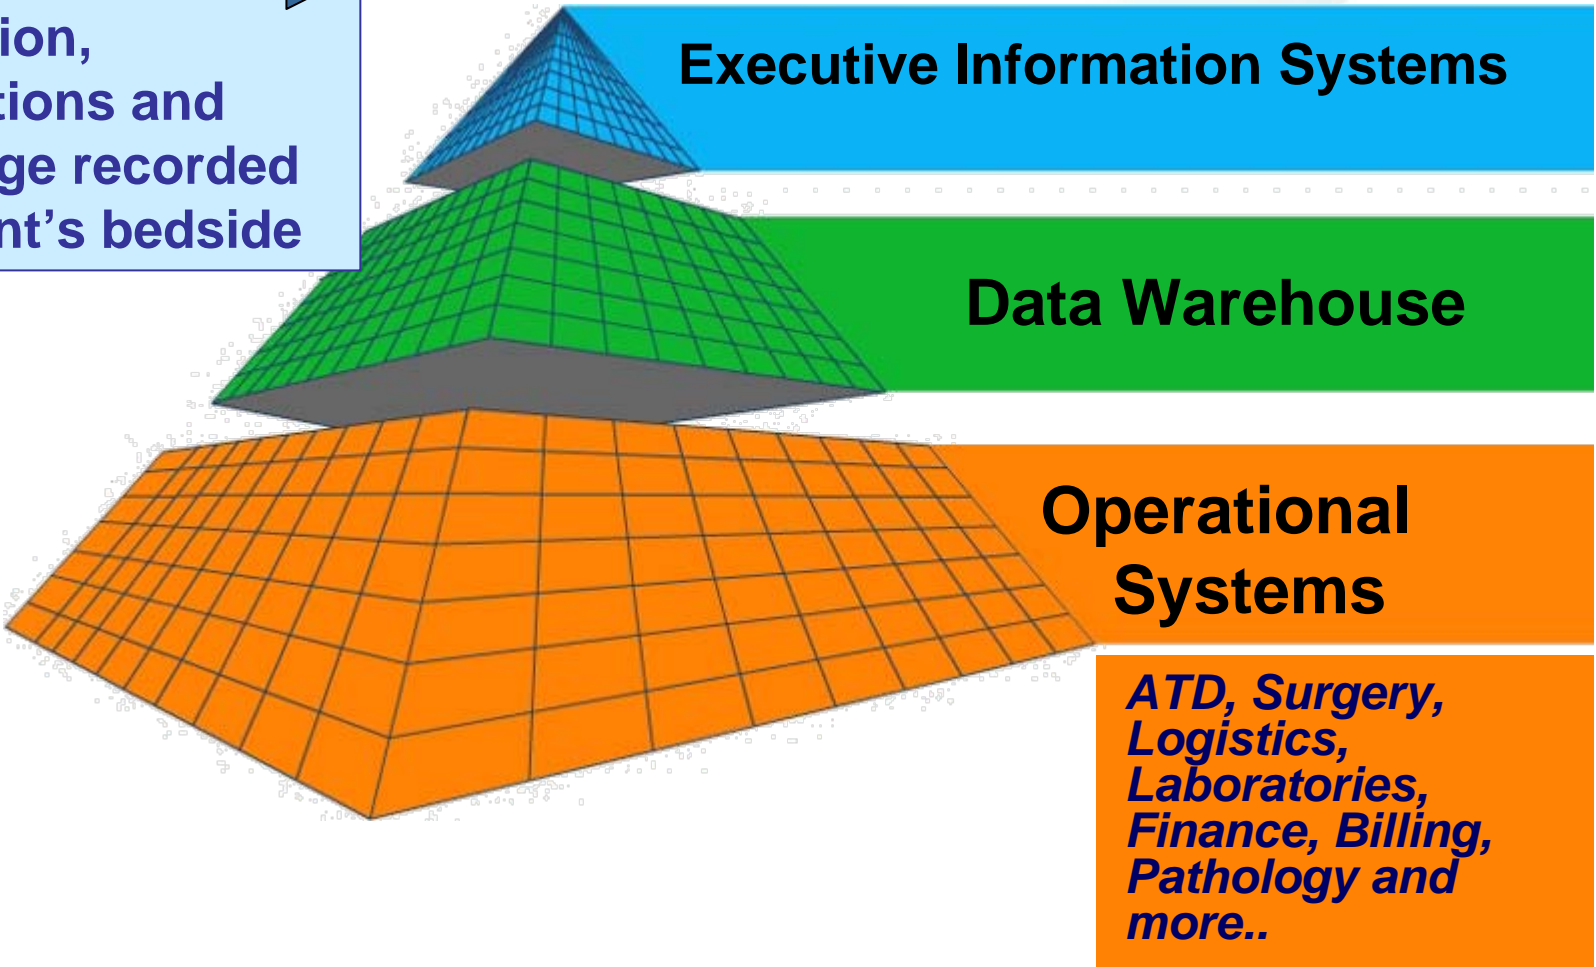 ion,
tions and
ge recorded
nt’s bedside
Executive Information Systems
Data Warehouse
Operational
Systems
ATD, Surgery,
Logistics,
Laboratories,
Finance, Billing,
Pathology and
more..